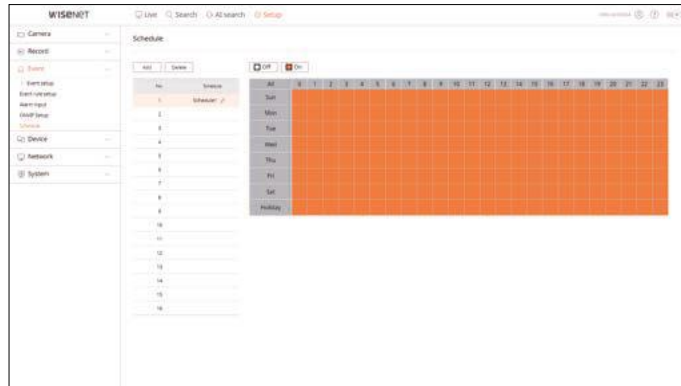 WISENET
Live Search AI search Setup
Camera
Record
Event
Event setup
Event rule setup
Alarm input
ONVIF Setup
Schedule
Device
Network
System
Schedule
Add Delete
No Schedule
1 Schedule1
2
3
4
5
6
7
8
9
10
11
12
13
14
15
16
Off On
All 0 1 2 3 4 5 6 7 8 9 10 11 12 13 14 15 16 17 18 19 20 21 22 23
Sun
Mon
Tue
Wed
Thu
Fri
Sat
Holiday